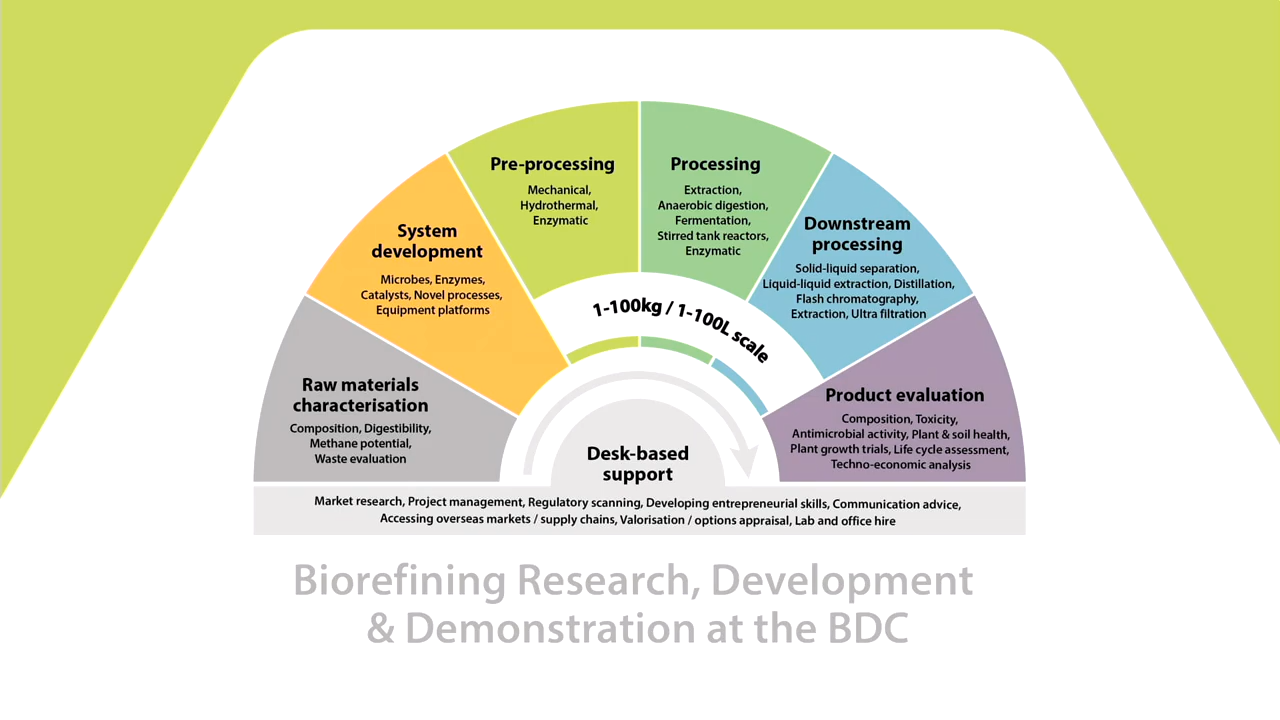 Pre-processing
Mechanical,
Hydrothermal,
Enzymatic
Processing
Extraction,
Anaerobic digestion,
Fermentation,
Stirred tank reactors,
Enzymatic
System
development
Microbes, Enzymes,
Catalysts, Novel processes,
Equipment platforms
Downstream
processing
Solid-liquid separation,
Liquid-liquid extraction, Distillation,
Flash chromatography,
Extraction, Ultra filtration
1-100kg / 1-100L scale
Raw materials
characterisation
Composition, Digestibility,
Methane potential,
Waste evaluation
Product evaluation
Composition, Toxicity,
Antimicrobial activity, Plant & soil health,
Plant growth trials, Life cycle assessment,
Techno-economic analysis
Desk-based
support
Market research, Project management, Regulatory scanning, Developing entrepreneurial skills, Communication advice,
Accessing overseas markets / supply chains, Valorisation / options appraisal, Lab and office hire
Biorefining Research, Development
& Demonstration at the BDC